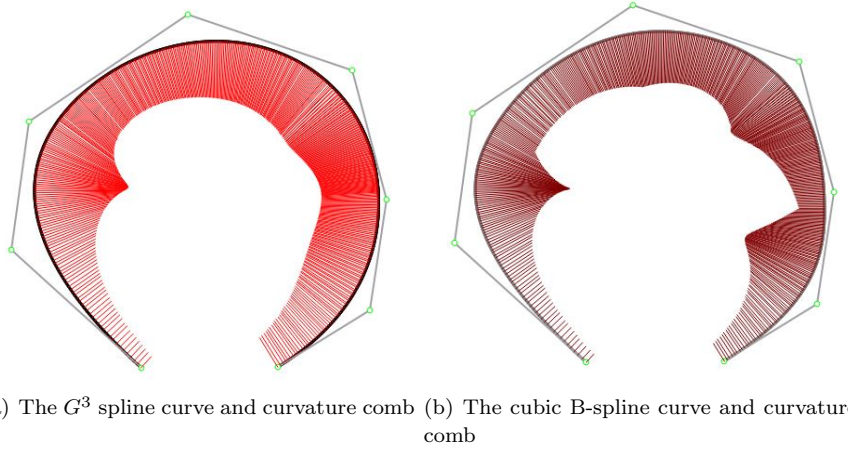 ) The G³ spline curve and curvature comb
(b) The cubic B-spline curve and curvature
comb